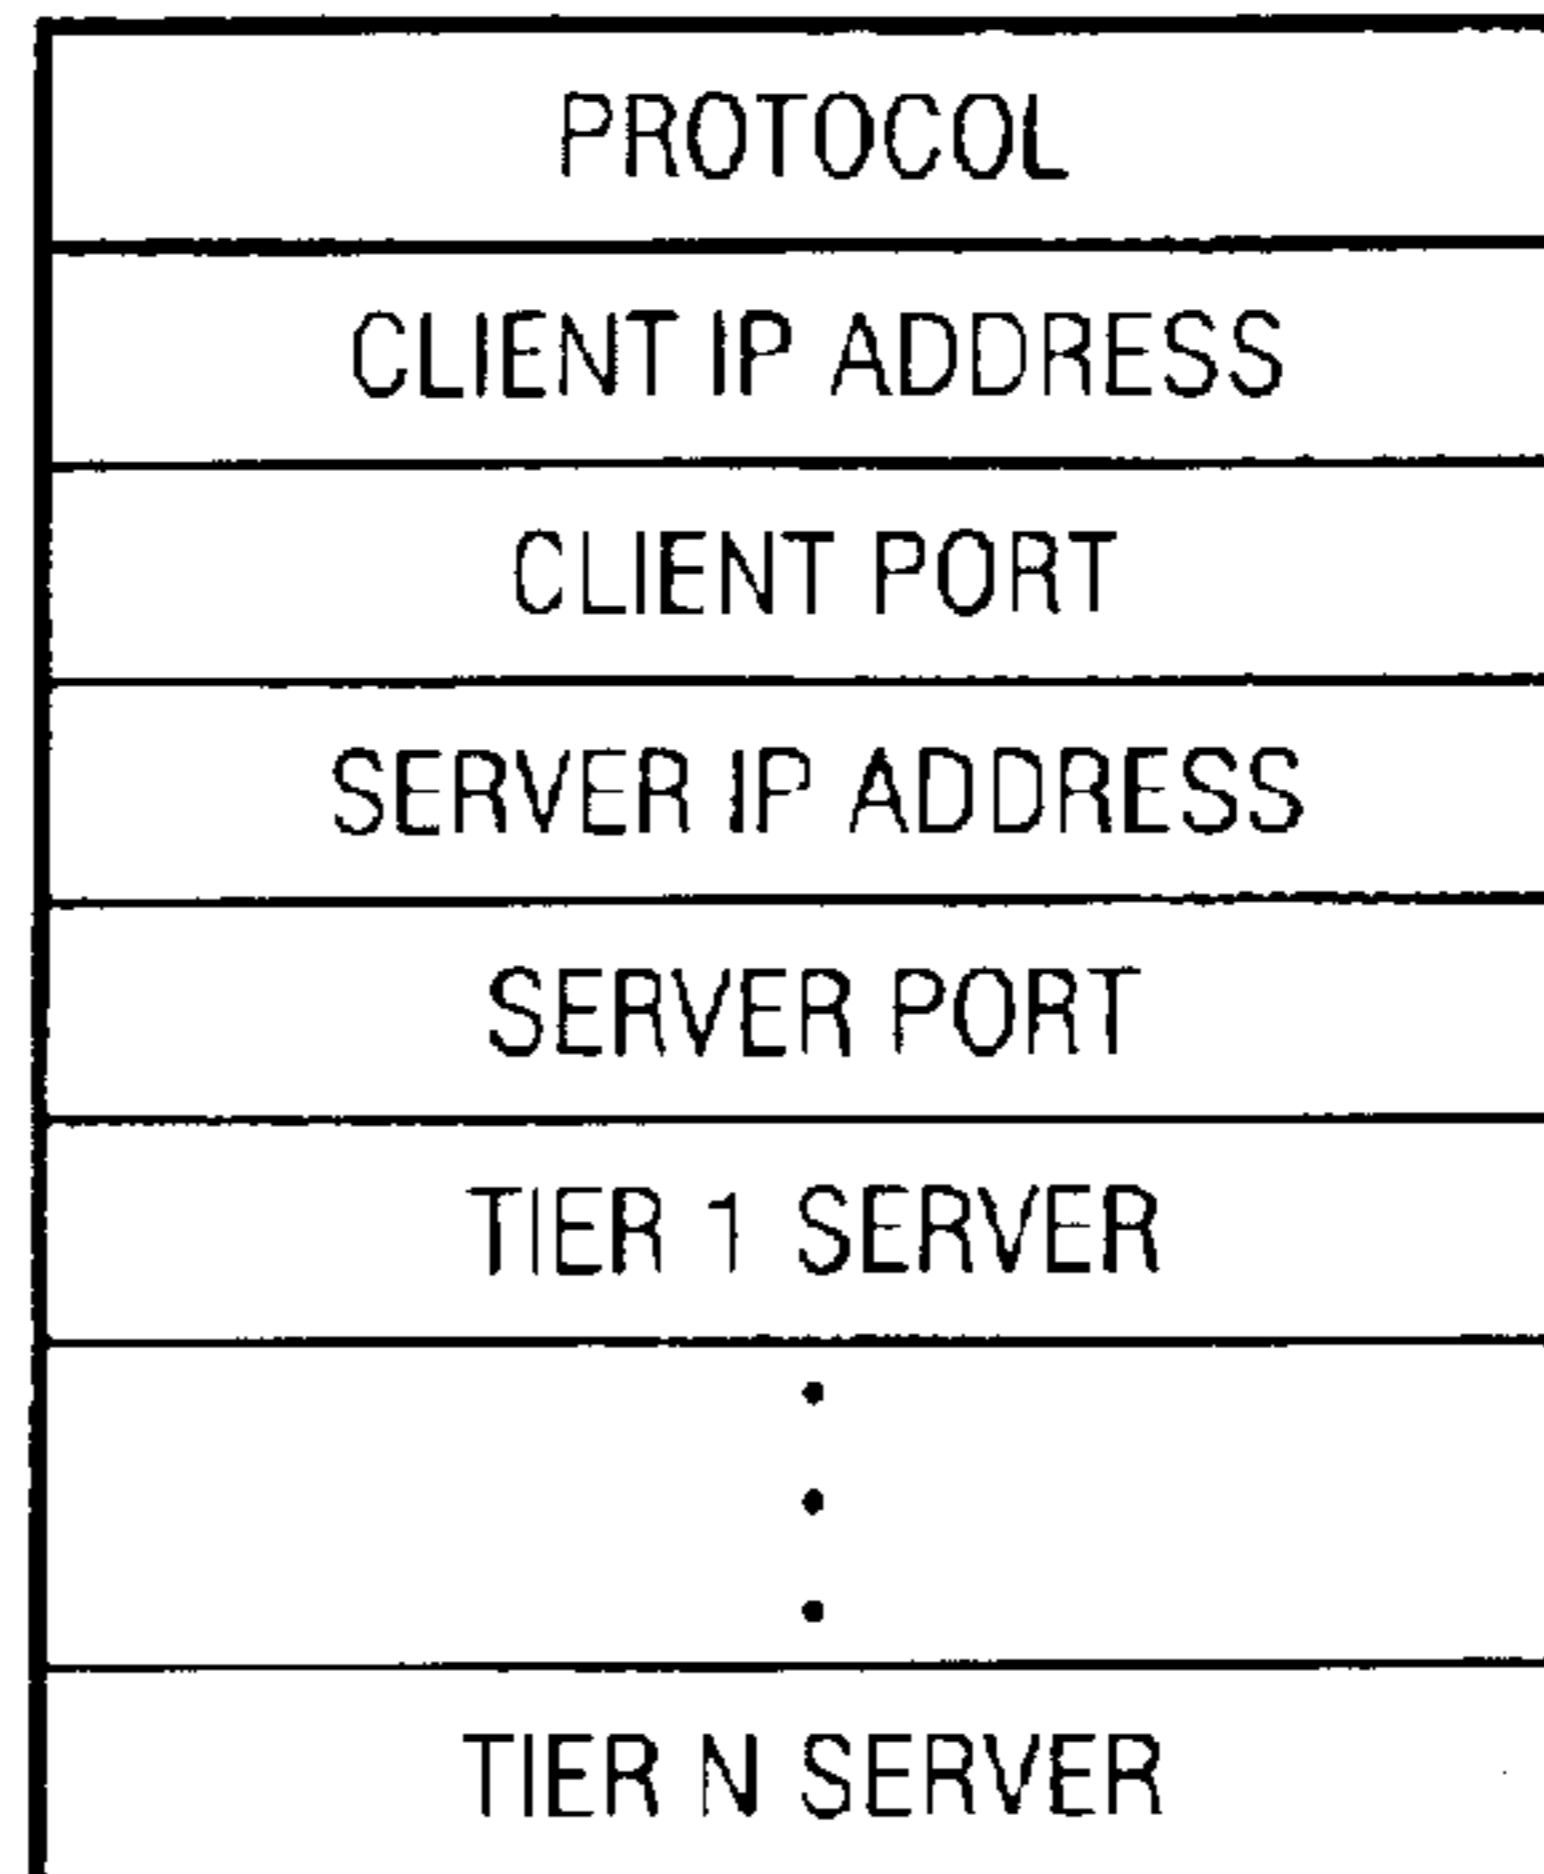 PROTOCOL
CLIENT IP ADDRESS
CLIENT PORT
SERVER IP ADDRESS
SERVER PORT
TIER 1 SERVER
TIER N SERVER